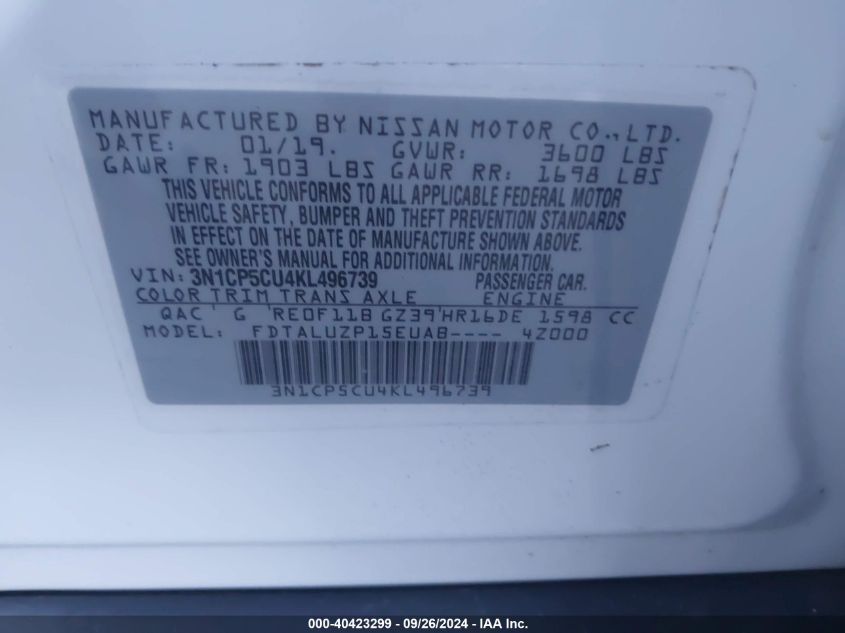 MANUFACTURED BY NISSAN MOTOR CO.,LTD.
DATE: 01/19. GVWR: 3600 LBS
GAWR FR: 1903 LBS GAWR RR: 1698 LBS
THIS VEHICLE CONFORMS TO ALL APPLICABLE FEDERAL MOTOR
VEHICLE SAFETY, BUMPER AND THEFT PREVENTION STANDARDS
IN EFFECT ON THE DATE OF MANUFACTURE SHOWN ABOVE.
SEE OWNER'S MANUAL FOR ADDITIONAL INFORMATION.
VIN: 3N1CP5CU4KL496739 PASSENGER CAR.
COLOR TRIM TRANS AXLE ENGINE
QAC G RE0F11B GZ39 HR16DE 1598 CC
MODEL: FDTALUZP15EUAB---- 4Z000
3N1CP5CU4KL496739
000-40423299 - 09/26/2024 - IAA Inc.